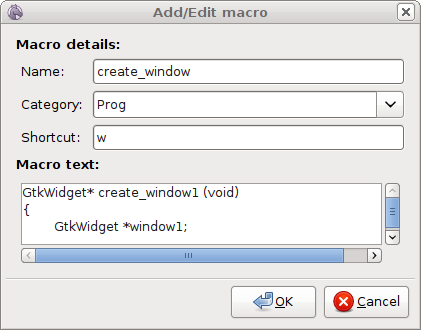 Add/Edit macro
Macro details:
Name: create_window
Category: Prog
Shortcut: w
Macro text:
GtkWidget* create_window1 (void)
{
GtkWidget *window1;
OK Cancel